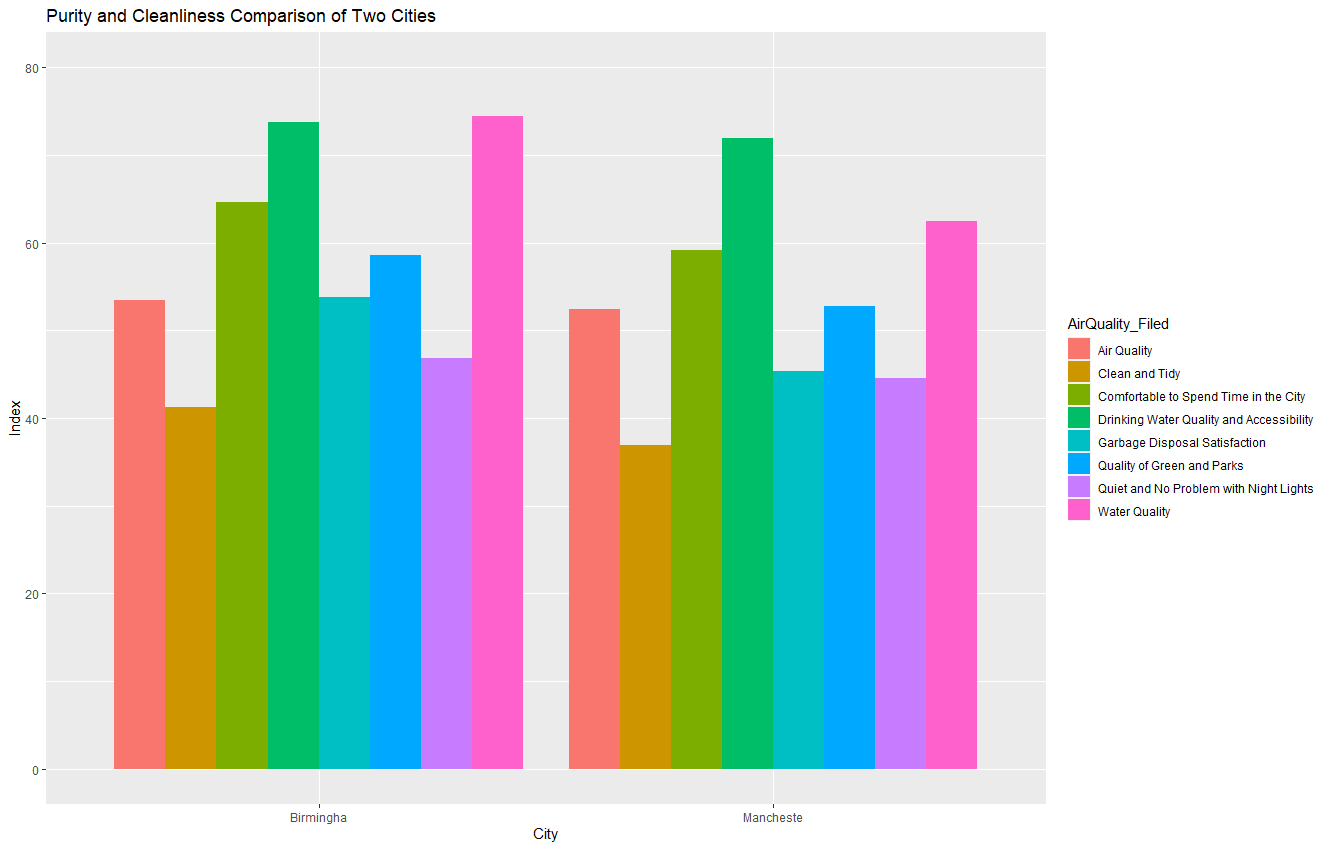 Purity and Cleanliness Comparison of Two Cities
80
60
40
20
0
Index
Birmingha
Mancheste
City
AirQuality_Filed
Air Quality
Clean and Tidy
Comfortable to Spend Time in the City
Drinking Water Quality and Accessibility
Garbage Disposal Satisfaction
Quality of Green and Parks
Quiet and No Problem with Night Lights
Water Quality